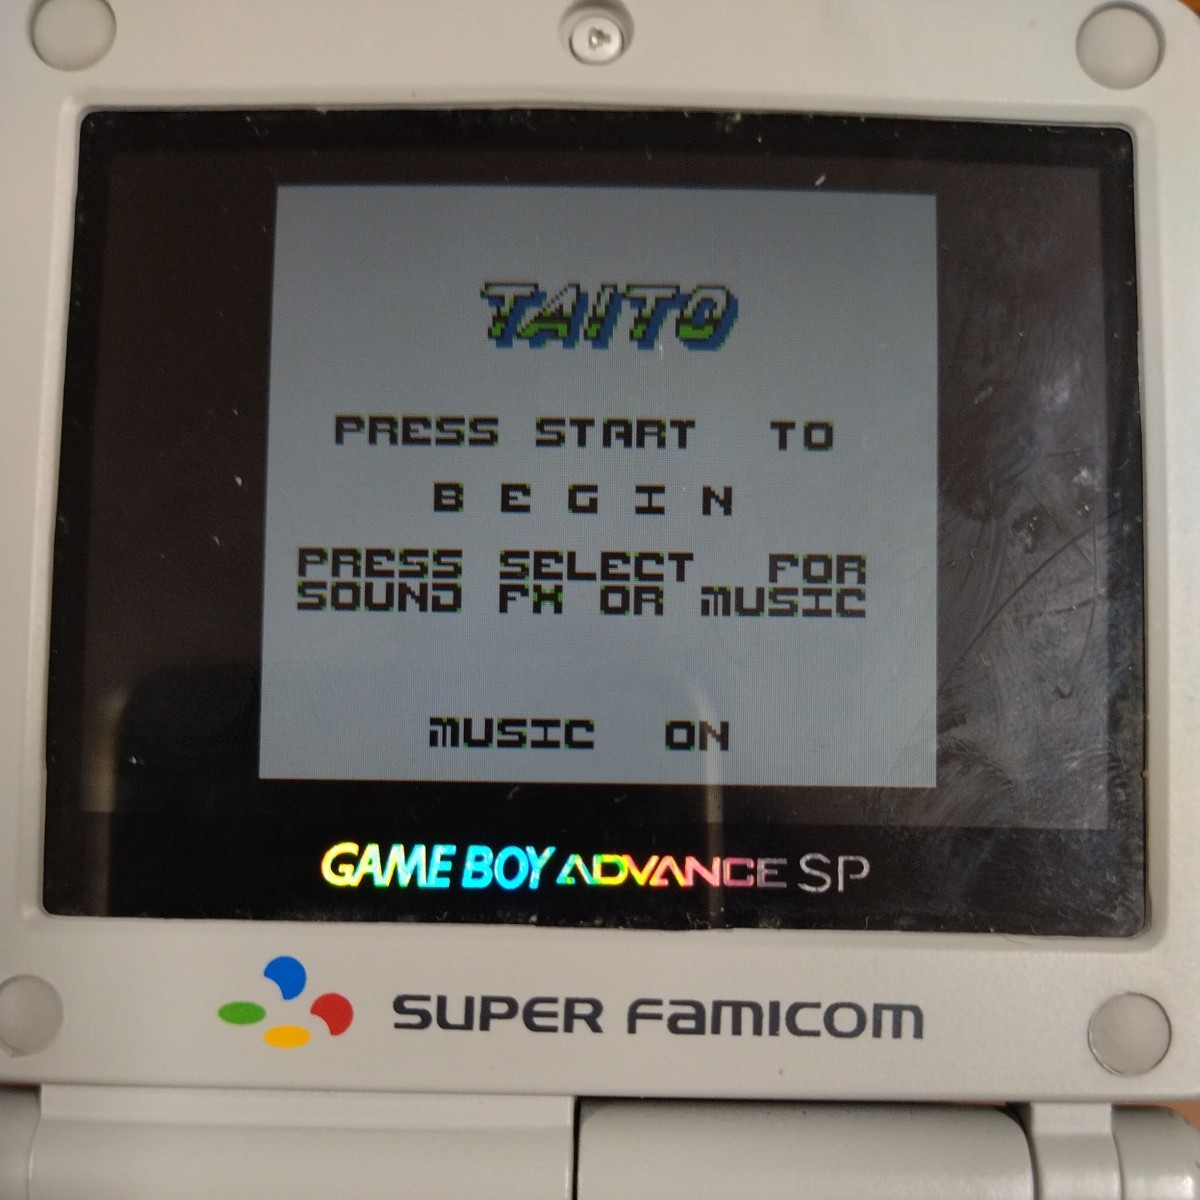 TAITO
PRESS START TO
BEGIN
PRESS SELECT FOR
SOUND FX OR MUSIC
MUSIC ON
GAME BOY ADVANCE SP
SUPER FAMICOM